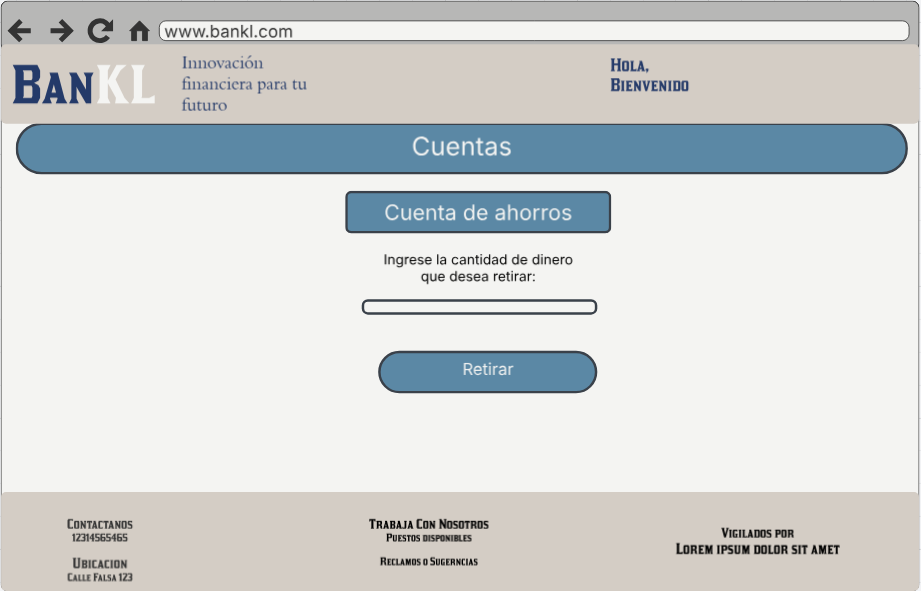 www.bankl.com
BanKL
Innovación
financiera para tu
futuro
Hola,
Bienvenido
Cuentas
Cuenta de ahorros
Ingrese la cantidad de dinero
que desea retirar:
Retirar
Contactanos
12314565465
Ubicacion
Calle Falsa 123
Trabaja Con Nosotros
Puestos disponibles
Reclamos o Sugerncias
Vigilados por
Lorem ipsum dolor sit amet